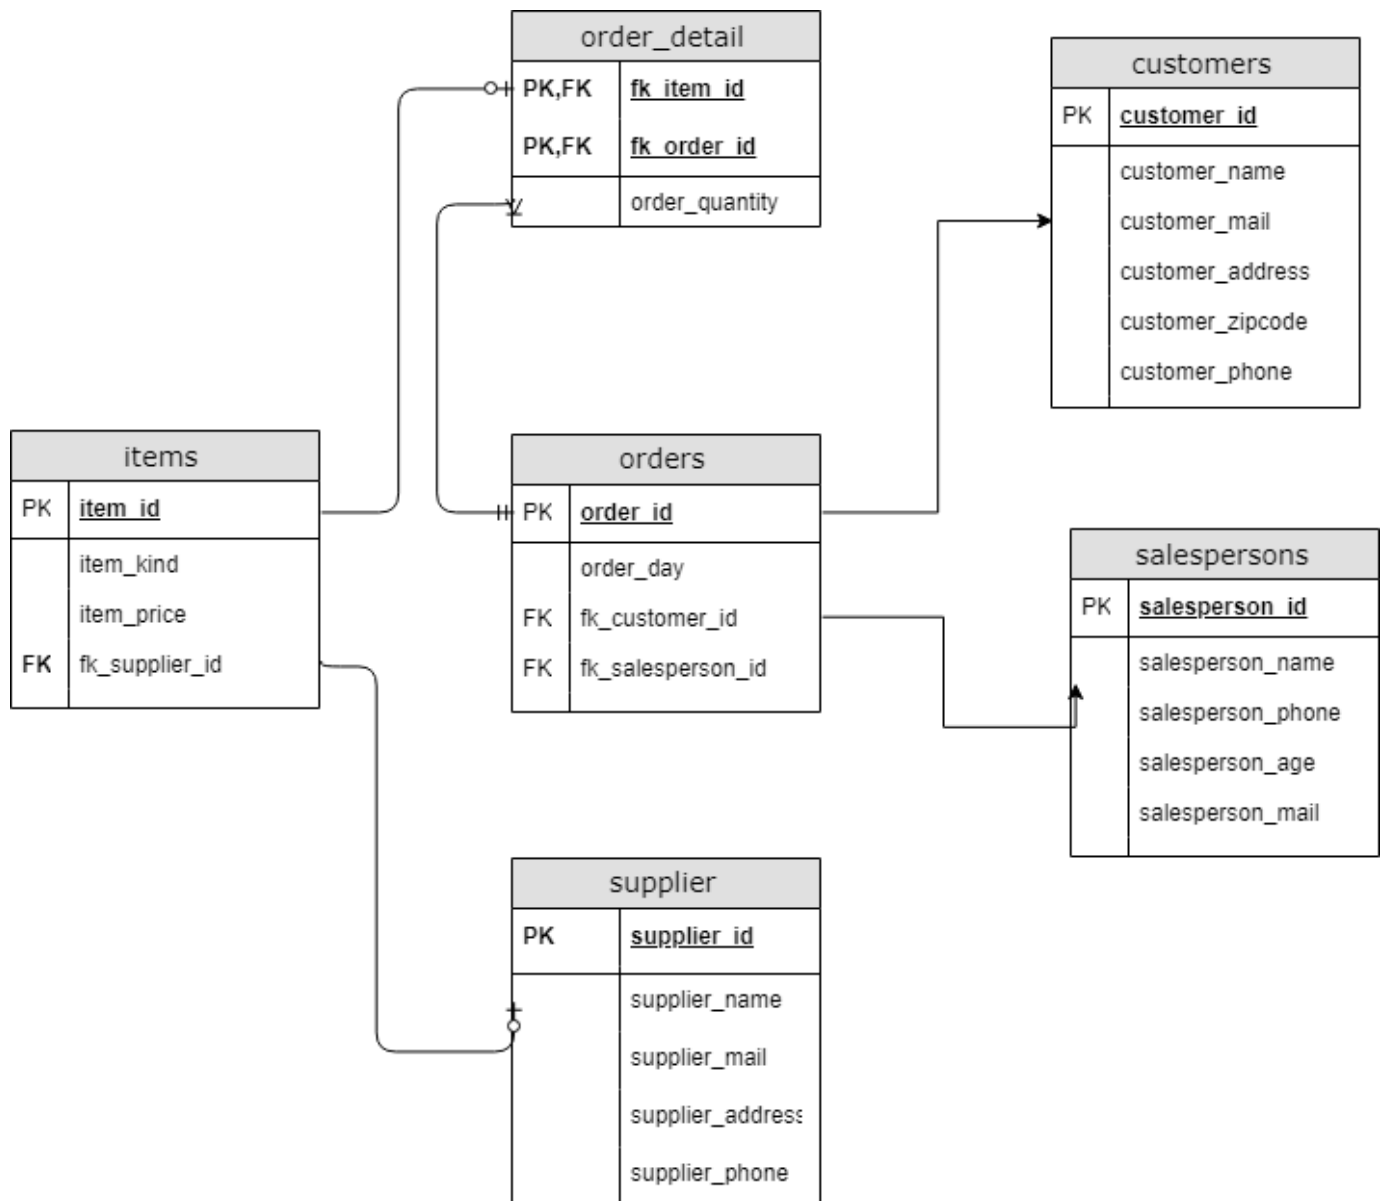 order_detail
PK,FK fk_item_id
PK,FK fk_order_id
order_quantity
customers
PK customer_id
customer_name
customer_mail
customer_address
customer_zipcode
customer_phone
items
PK item_id
item_kind
item_price
FK fk_supplier_id
orders
PK order_id
order_day
FK fk_customer_id
FK fk_salesperson_id
salespersons
PK salesperson_id
salesperson_name
salesperson_phone
salesperson_age
salesperson_mail
supplier
PK supplier_id
supplier_name
supplier_mail
supplier_address
supplier_phone